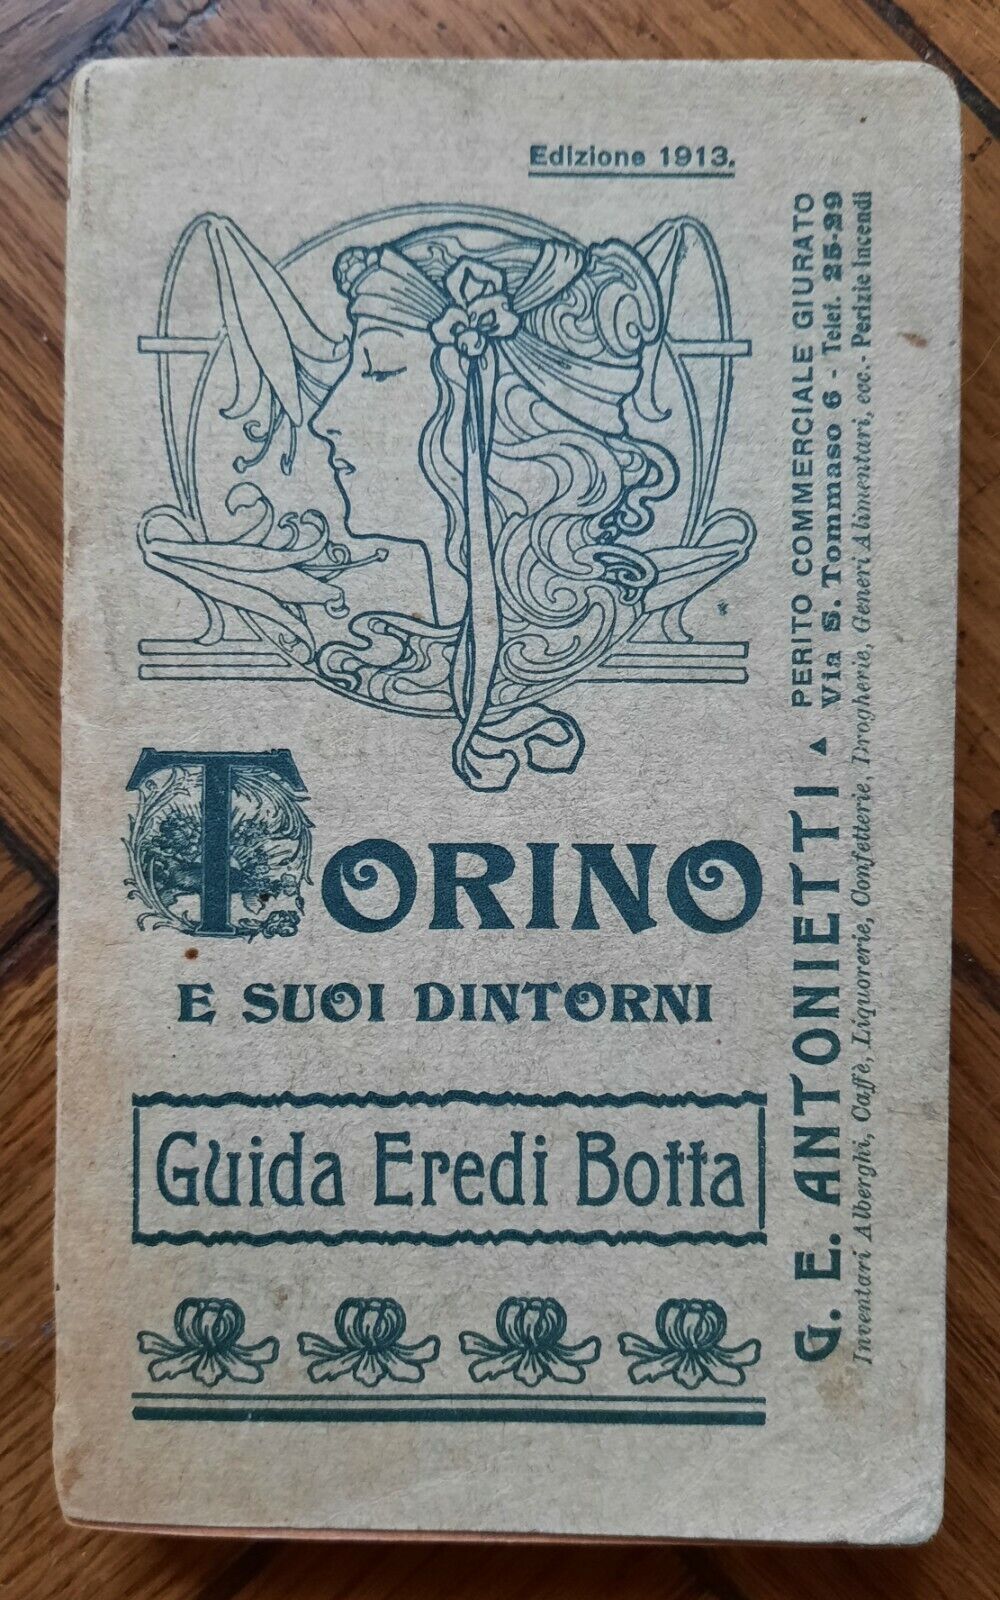 Edizione 1913.
TORINO
E SUOI DINTORNI
Guida Eredi Botta
G. E. ANTONIETTI ▲ PERITO COMMERCIALE GIURATO
Via S. Tommaso 6 - Telef. 25-29
Inventari Alberghi, Caffè, Liquorerie, Confetterie, Drogherie, Generi Alimentari, ecc. - Perizie Incendi